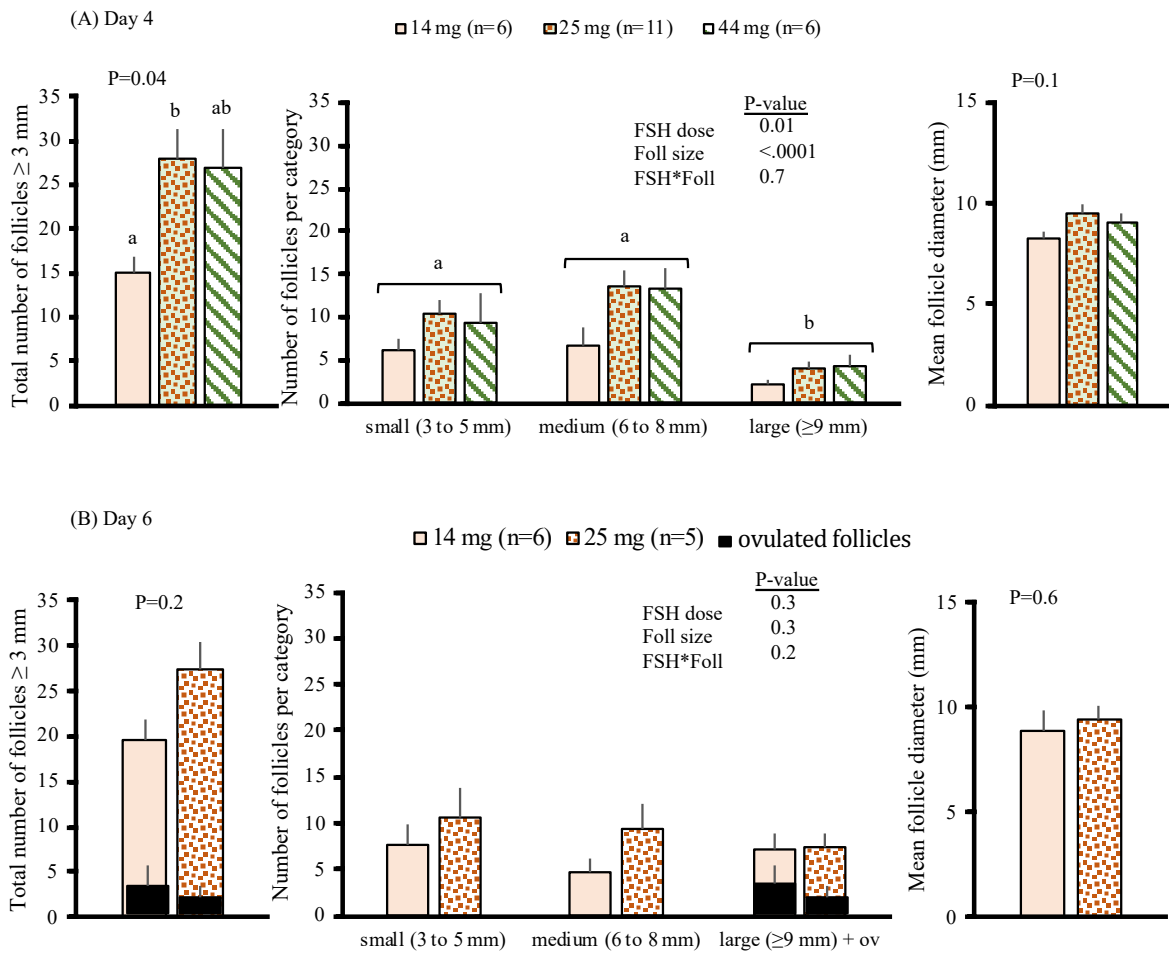 (A) Day 4
14 mg (n=6) 25 mg (n=11) 44 mg (n=6)
P=0.04
Total number of follicles ≥ 3 mm
35
30
25
20
15
10
5
0
a
b
ab
Number of follicles per category
35
30
25
20
15
10
5
0
P-value
FSH dose 0.01
Foll size <.0001
FSH*Foll 0.7
a
a
b
small (3 to 5 mm) medium (6 to 8 mm) large (≥9 mm)
P=0.1
Mean follicle diameter (mm)
15
10
5
0
(B) Day 6
14 mg (n=6) 25 mg (n=5) ovulated follicles
P=0.2
Total number of follicles ≥ 3 mm
35
30
25
20
15
10
5
0
Number of follicles per category
35
30
25
20
15
10
5
0
P-value
FSH dose 0.3
Foll size 0.3
FSH*Foll 0.2
small (3 to 5 mm) medium (6 to 8 mm) large (≥9 mm) + ov
P=0.6
Mean follicle diameter (mm)
15
10
5
0